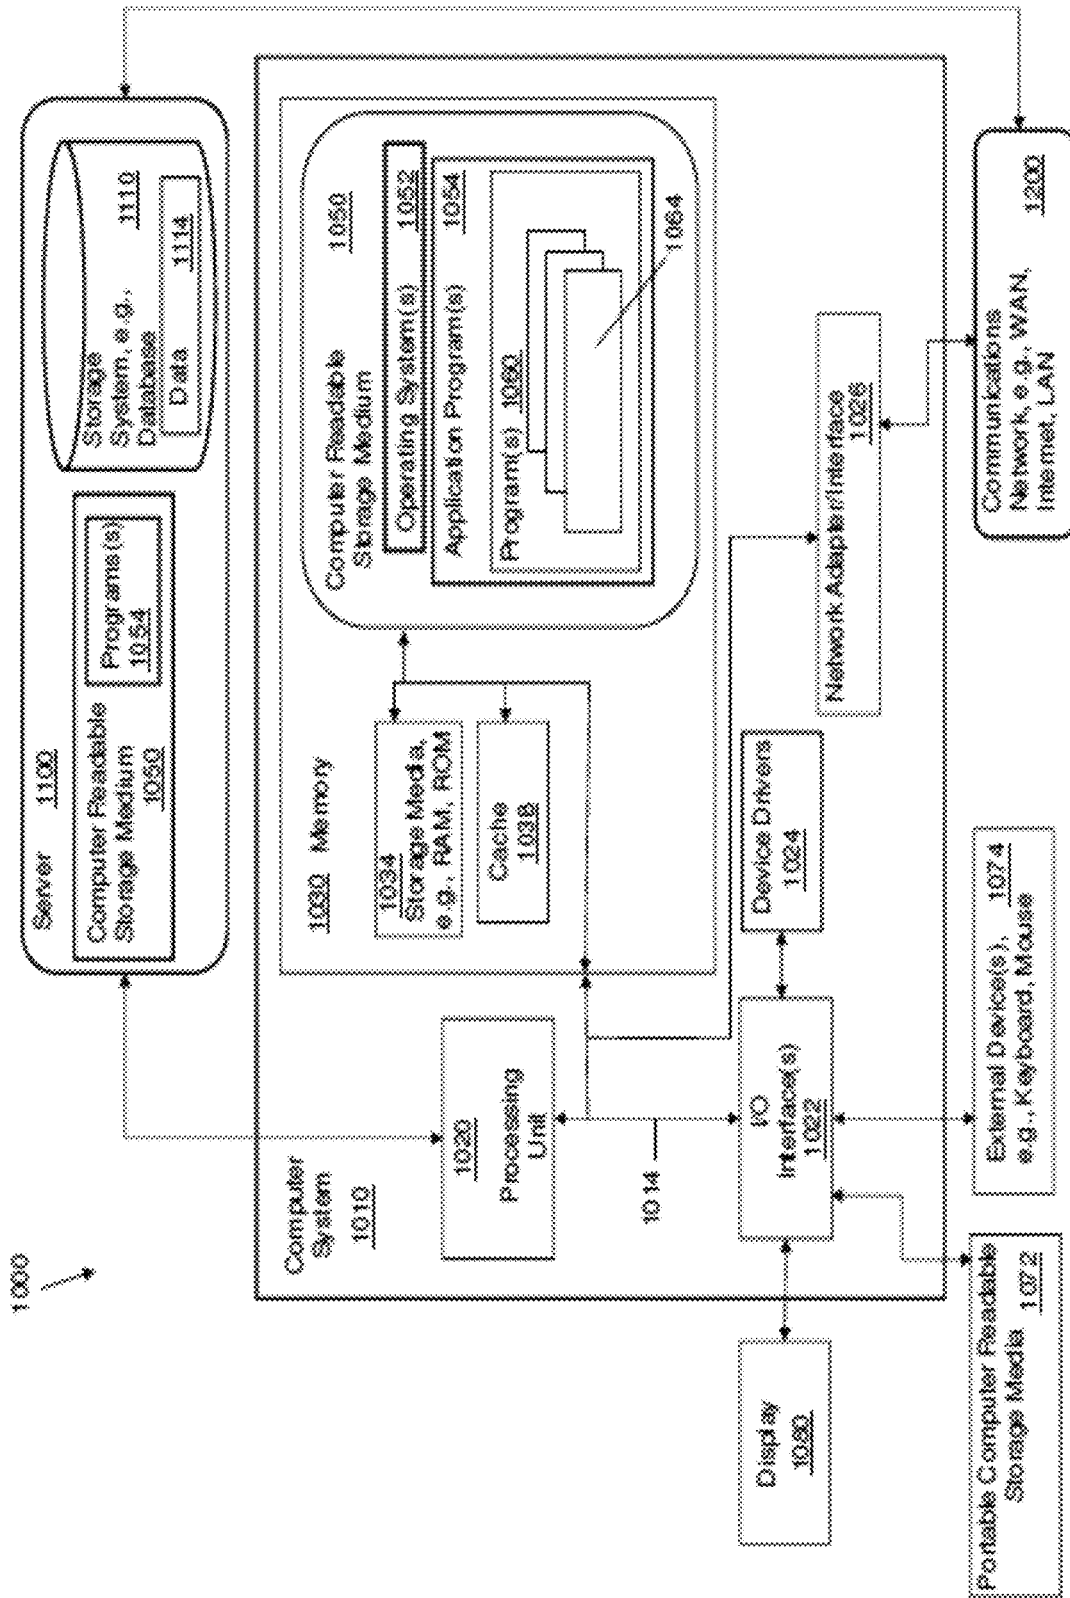 1000
Server 1100
Computer Readable
Storage Medium
1050
Programs(s)
1054
Storage
System, e.g.,
Database
1110
Data 1114
Computer
System
1010
1020
Processing
Unit
1014
1030 Memory
1034
Storage Media,
e.g., RAM, ROM
Cache
1038
Computer Readable
Storage Medium
1050
Operating System(s) 1052
Application Program(s) 1054
Program(s) 1060
1064
I/O
Interface(s)
1022
Device Drivers
1024
Network Adapter/Interface
1026
Display
1080
Portable Computer Readable
Storage Media 1072
External Device(s), 1074
e.g., Keyboard, Mouse
Communications
Network, e.g., WAN,
Internet, LAN
1200